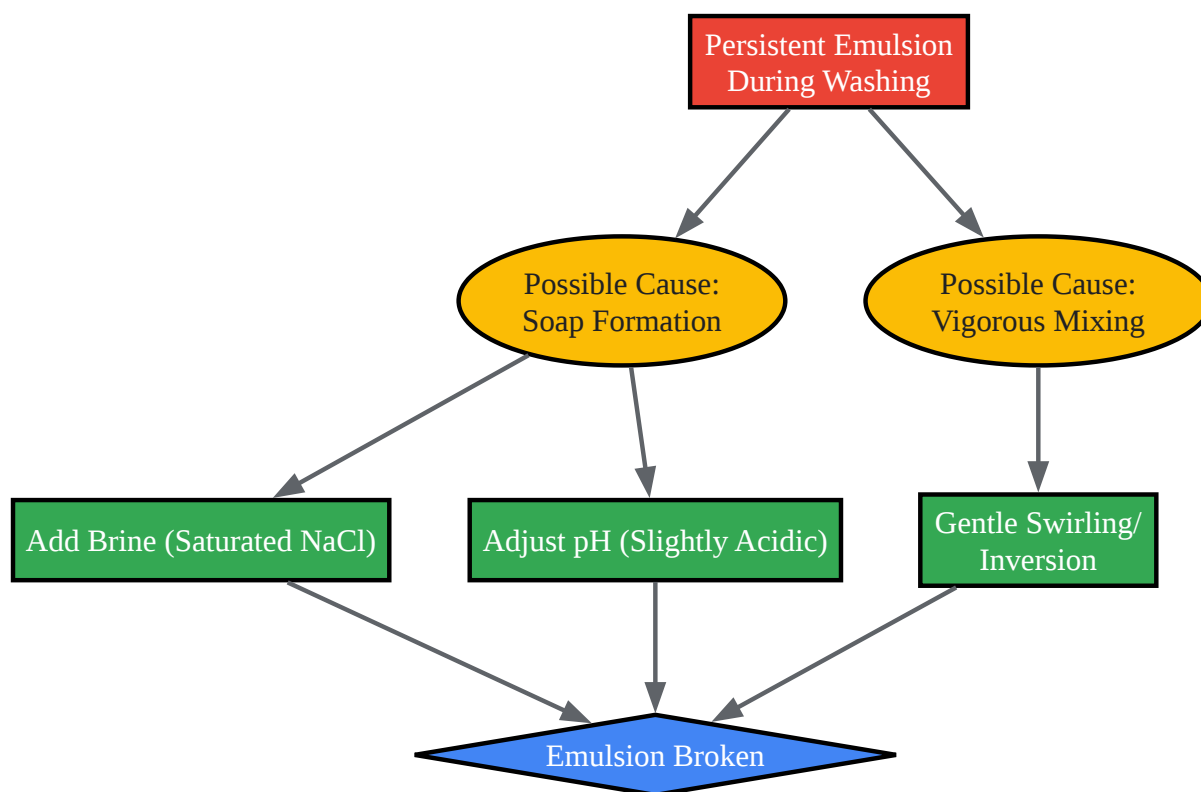 Persistent Emulsion
During Washing
Possible Cause:
Soap Formation
Possible Cause:
Vigorous Mixing
Add Brine (Saturated NaCl)
Adjust pH (Slightly Acidic)
Gentle Swirling/
Inversion
Emulsion Broken